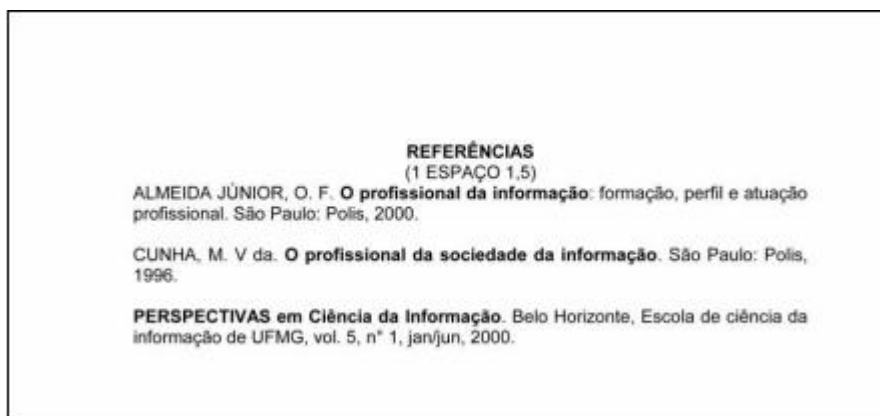 REFERÊNCIAS
(1 ESPAÇO 1,5)
ALMEIDA JÚNIOR, O. F. O profissional da informação: formação, perfil e atuação
profissional. São Paulo: Polis, 2000.
CUNHA, M. V da. O profissional da sociedade da informação. São Paulo: Polis,
1996.
PERSPECTIVAS em Ciência da Informação. Belo Horizonte, Escola de ciência da
informação de UFMG, vol. 5, n° 1, jan/jun, 2000.